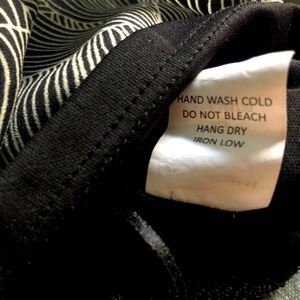 HAND WASH COLD
DO NOT BLEACH
HANG DRY
IRON LOW